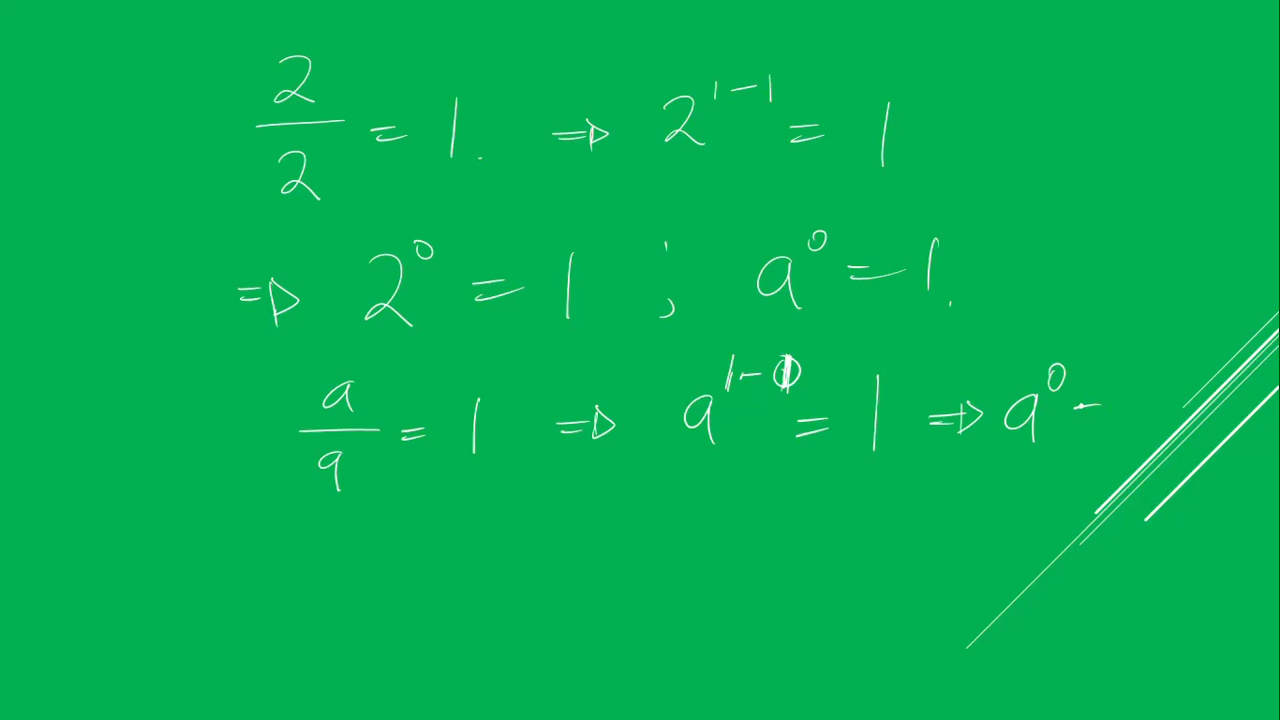 2/2 = 1. ⇒ 2^{1-1} = 1
⇒ 2^0 = 1 ; a^0 = 1.
a/a = 1 ⇒ a^{1-1} = 1 ⇒ a^0 -